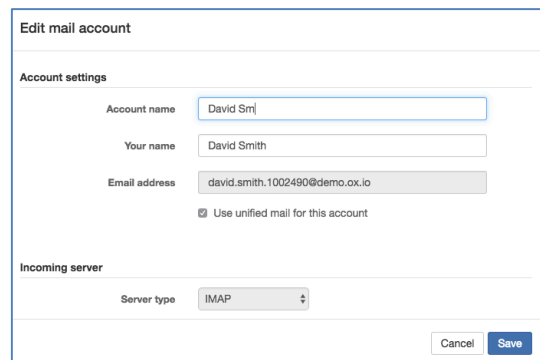 Edit mail account
Account settings
Account name David Sm
Your name David Smith
Email address david.smith.1002490@demo.ox.io
Use unified mail for this account
Incoming server
Server type IMAP
Cancel Save